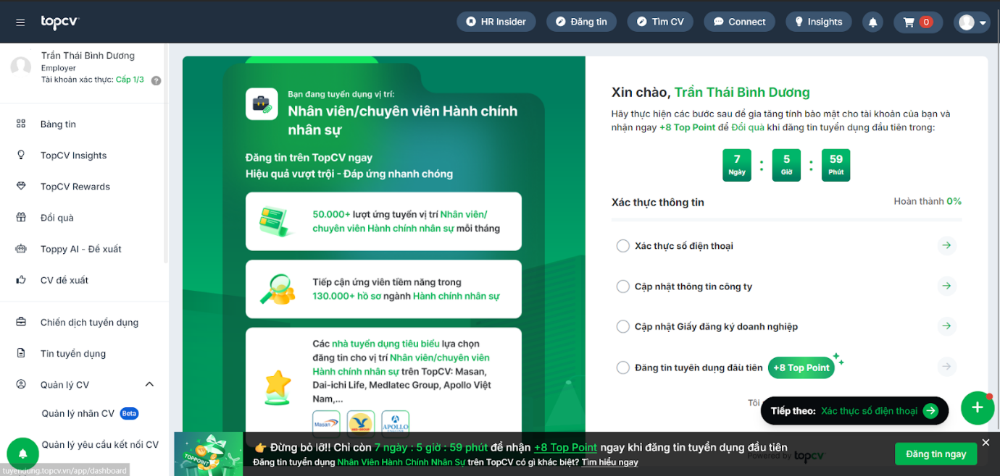 topcv
HR Insider
Đăng tin
Tìm CV
Connect
Insights
0
Trần Thái Bình Dương
Employer
Tài khoản xác thực: Cấp 1/3
?
Bảng tin
TopCV Insights
TopCV Rewards
Đổi quà
Toppy AI - Đề xuất
CV đề xuất
Chiến dịch tuyển dụng
Tin tuyển dụng
Quản lý CV
Quản lý nhãn CV Beta
Quản lý yêu cầu kết nối CV
tuyendung.topcv.vn/app/dashboard
Bạn đang tuyển dụng vị trí:
Nhân viên/chuyên viên Hành chính
nhân sự
Đăng tin trên TopCV ngay
Hiệu quả vượt trội - Đáp ứng nhanh chóng
50.000+ lượt ứng tuyển vị trí Nhân viên/
chuyên viên Hành chính nhân sự mỗi tháng
Tiếp cận ứng viên tiềm năng trong
130.000+ hồ sơ ngành Hành chính nhân sự
Các nhà tuyển dụng tiêu biểu lựa chọn
đăng tin cho vị trí Nhân viên/chuyên viên
Hành chính nhân sự trên TopCV: Masan,
Dai-ichi Life, Medlatec Group, Apollo Việt
Nam,...
Masan
MED GROUP
APOLLO
Xin chào, Trần Thái Bình Dương
Hãy thực hiện các bước sau để gia tăng tính bảo mật cho tài khoản của bạn và
nhận ngay +8 Top Point để Đổi quà khi đăng tin tuyển dụng đầu tiên trong:
7 : 5 : 59
Ngày Giờ Phút
Xác thực thông tin
Hoàn thành 0%
Xác thực số điện thoại
Cập nhật thông tin công ty
Cập nhật Giấy đăng ký doanh nghiệp
Đăng tin tuyển dụng đầu tiên +8 Top Point
Tôi
Tiếp theo: Xác thực số điện thoại
TOPPOINT
👉 Đừng bỏ lỡ!! Chỉ còn 7 ngày : 5 giờ : 59 phút để nhận +8 Top Point ngay khi đăng tin tuyển dụng đầu tiên
Đăng tin tuyển dụng Nhân Viên Hành Chính Nhân Sự trên TopCV có gì khác biệt? Tìm hiểu ngay
Powered by topcv
Đăng tin ngay